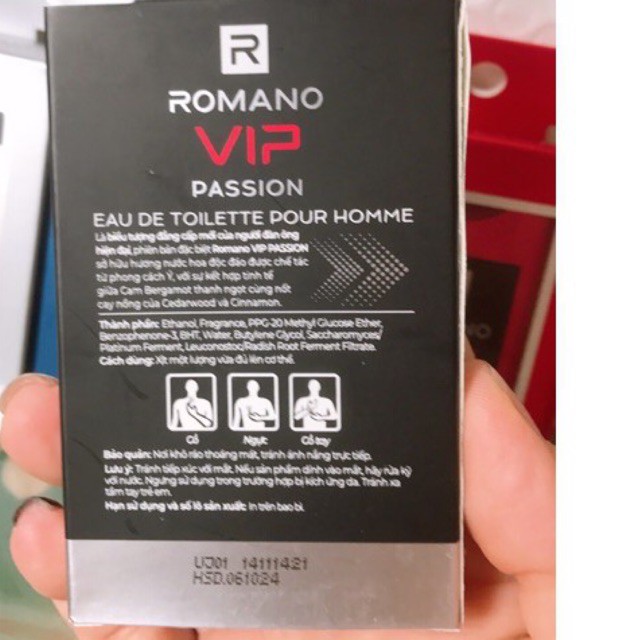 R
ROMANO
VIP
PASSION
EAU DE TOILETTE POUR HOMME
Là biểu tượng đẳng cấp mới của người đàn ông
hiện đại, phiên bản đặc biệt Romano VIP PASSION
sở hữu hương nước hoa độc đáo được chế tác
từ phong cách Ý, với sự kết hợp tinh tế
giữa Cam Bergamot thanh ngọt cùng nốt
cay nồng của Cedarwood và Cinnamon.
Thành phần: Ethanol, Fragrance, PPG-20 Methyl Glucose Ether,
Benzophenone-3, BHT, Water, Butylene Glycol, Saccharomyces/
Platinum Ferment, Leuconostoc/Radish Root Ferment Filtrate.
Cách dùng: Xịt một lượng vừa đủ lên cơ thể.
Cổ Ngực Cổ tay
Bảo quản: Nơi khô ráo thoáng mát, tránh ánh nắng trực tiếp.
Lưu ý: Tránh tiếp xúc với mắt. Nếu sản phẩm dính vào mắt, hãy rửa kỹ
với nước. Ngưng sử dụng trong trường hợp bị kích ứng da. Tránh xa
tầm tay trẻ em.
Hạn sử dụng và số lô sản xuất: In trên bao bì.
UJ01 14111421
HSD.061024
MANO